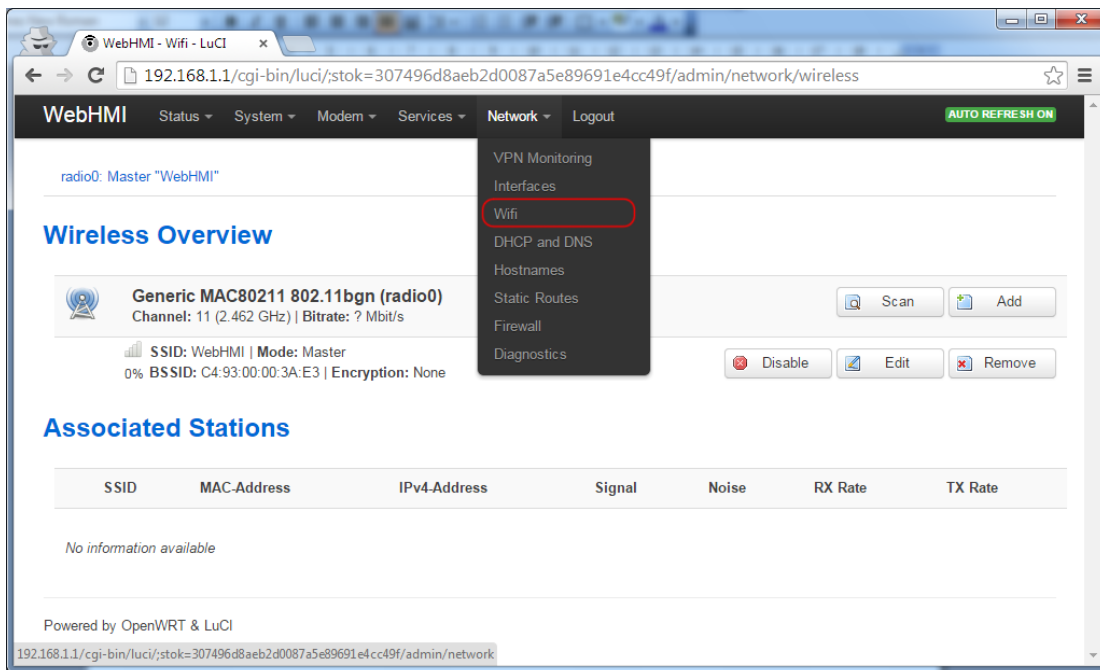 WebHMI - Wifi - LuCI
192.168.1.1/cgi-bin/luci/;stok=307496d8aeb2d0087a5e89691e4cc49f/admin/network/wireless
WebHMI Status System Modem Services Network Logout AUTO REFRESH ON
VPN Monitoring
Interfaces
Wifi
DHCP and DNS
Hostnames
Static Routes
Firewall
Diagnostics
radio0: Master "WebHMI"
Wireless Overview
Generic MAC80211 802.11bgn (radio0)
Channel: 11 (2.462 GHz) | Bitrate: ? Mbit/s
Scan Add
SSID: WebHMI | Mode: Master
0% BSSID: C4:93:00:00:3A:E3 | Encryption: None
Disable Edit Remove
Associated Stations
SSID MAC-Address IPv4-Address Signal Noise RX Rate TX Rate
No information available
Powered by OpenWRT & LuCI
192.168.1.1/cgi-bin/luci/;stok=307496d8aeb2d0087a5e89691e4cc49f/admin/network